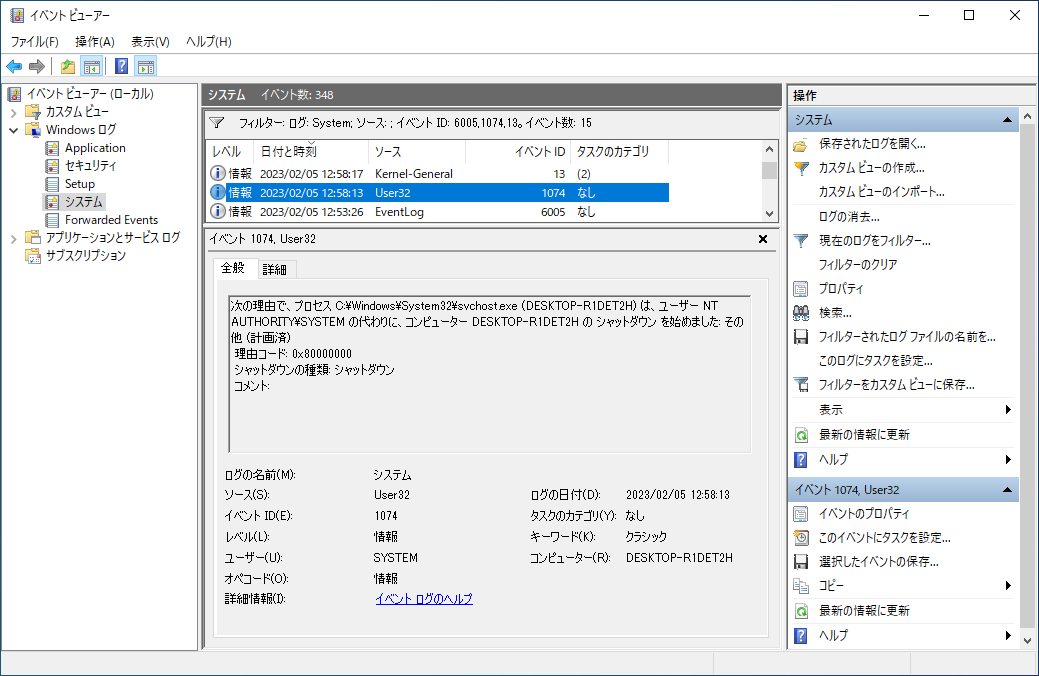 イベント ビューアー
ファイル(F) 操作(A) 表示(V) ヘルプ(H)
イベント ビューアー (ローカル)
カスタム ビュー
Windows ログ
Application
セキュリティ
Setup
システム
Forwarded Events
アプリケーションとサービス ログ
サブスクリプション
システム イベント数: 348
フィルター: ログ: System; ソース: ; イベント ID: 6005,1074,13。イベント数: 15
レベル 日付と時刻 ソース イベント ID タスクのカテゴリ
情報 2023/02/05 12:58:17 Kernel-General 13 (2)
情報 2023/02/05 12:58:13 User32 1074 なし
情報 2023/02/05 12:53:26 EventLog 6005 なし
イベント 1074, User32
全般 詳細
次の理由で、プロセス C:¥Windows¥System32¥svchost.exe (DESKTOP-R1DET2H) は、ユーザー NT
AUTHORITY¥SYSTEM の代わりに、コンピューター DESKTOP-R1DET2H の シャットダウン を始めました: その
他 (計画済)
理由コード: 0x80000000
シャットダウンの種類: シャットダウン
コメント:
ログの名前(M): システム
ソース(S): User32 ログの日付(D): 2023/02/05 12:58:13
イベント ID(E): 1074 タスクのカテゴリ(Y): なし
レベル(L): 情報 キーワード(K): クラシック
ユーザー(U): SYSTEM コンピューター(R): DESKTOP-R1DET2H
オペコード(O): 情報
詳細情報(I): イベント ログのヘルプ
操作
システム
保存されたログを開く...
カスタム ビューの作成...
カスタム ビューのインポート...
ログの消去...
現在のログをフィルター...
フィルターのクリア
プロパティ
検索...
フィルターされたログ ファイルの名前を...
このログにタスクを設定...
フィルターをカスタム ビューに保存...
表示
最新の情報に更新
ヘルプ
イベント 1074, User32
イベントのプロパティ
このイベントにタスクを設定...
選択したイベントの保存...
コピー
最新の情報に更新
ヘルプ